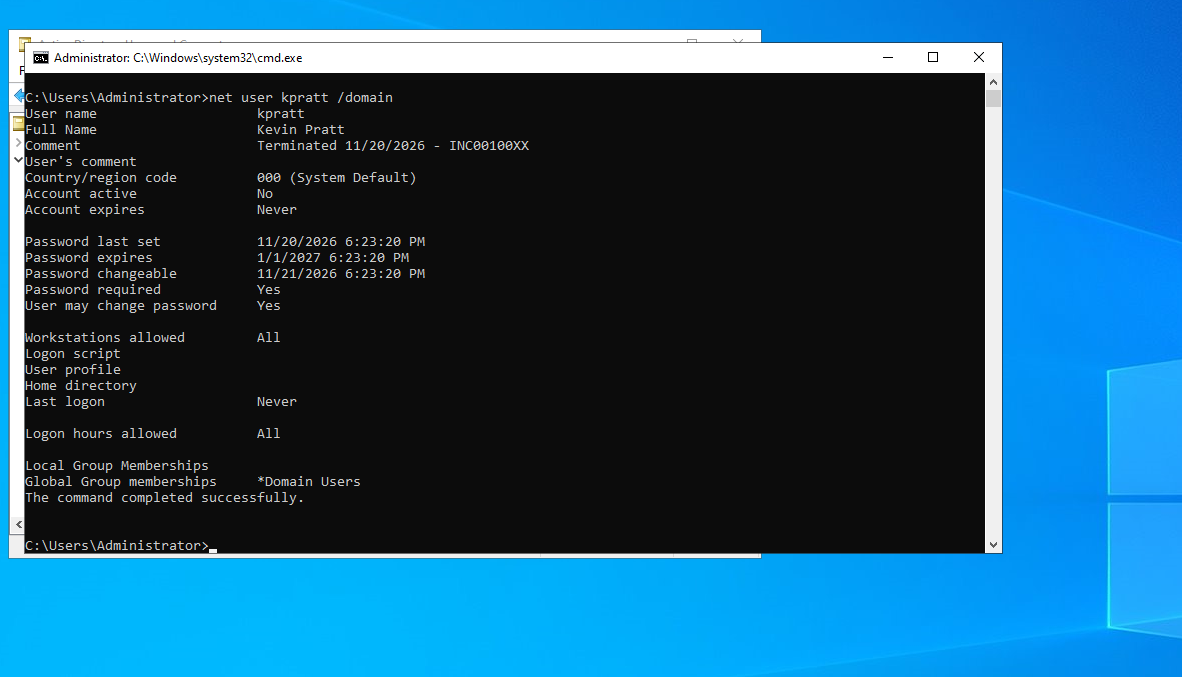 Administrator: C:\Windows\system32\cmd.exe
C:\Users\Administrator>net user kpratt /domain
User name                    kpratt
Full Name                    Kevin Pratt
Comment                      Terminated 11/20/2026 - INC00100XX
User's comment
Country/region code          000 (System Default)
Account active               No
Account expires              Never
Password last set            11/20/2026 6:23:20 PM
Password expires             1/1/2027 6:23:20 PM
Password changeable          11/21/2026 6:23:20 PM
Password required            Yes
User may change password     Yes
Workstations allowed         All
Logon script
User profile
Home directory
Last logon                   Never
Logon hours allowed          All
Local Group Memberships
Global Group memberships     *Domain Users
The command completed successfully.
C:\Users\Administrator>